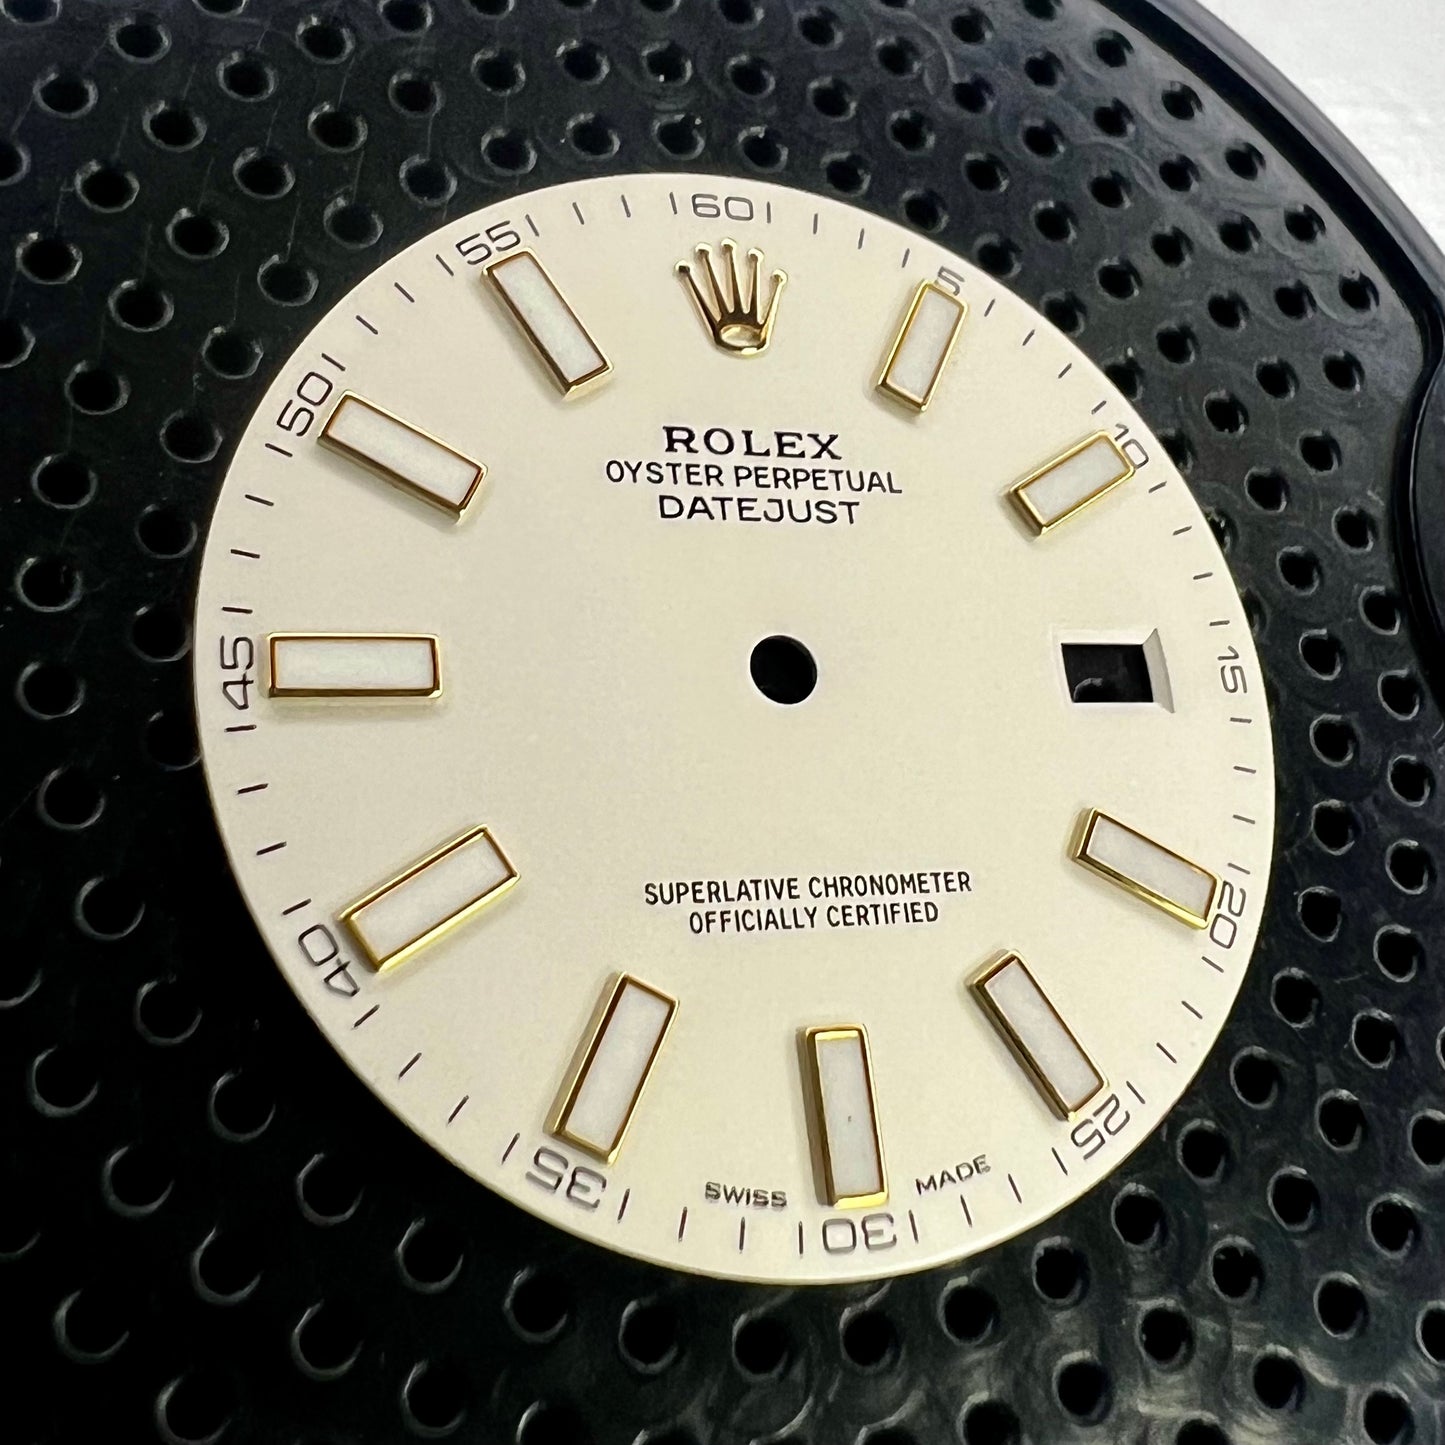 60
5
10
15
20
25
30
35
40
45
50
55
ROLEX
OYSTER PERPETUAL
DATEJUST
SUPERLATIVE CHRONOMETER
OFFICIALLY CERTIFIED
SWISS MADE